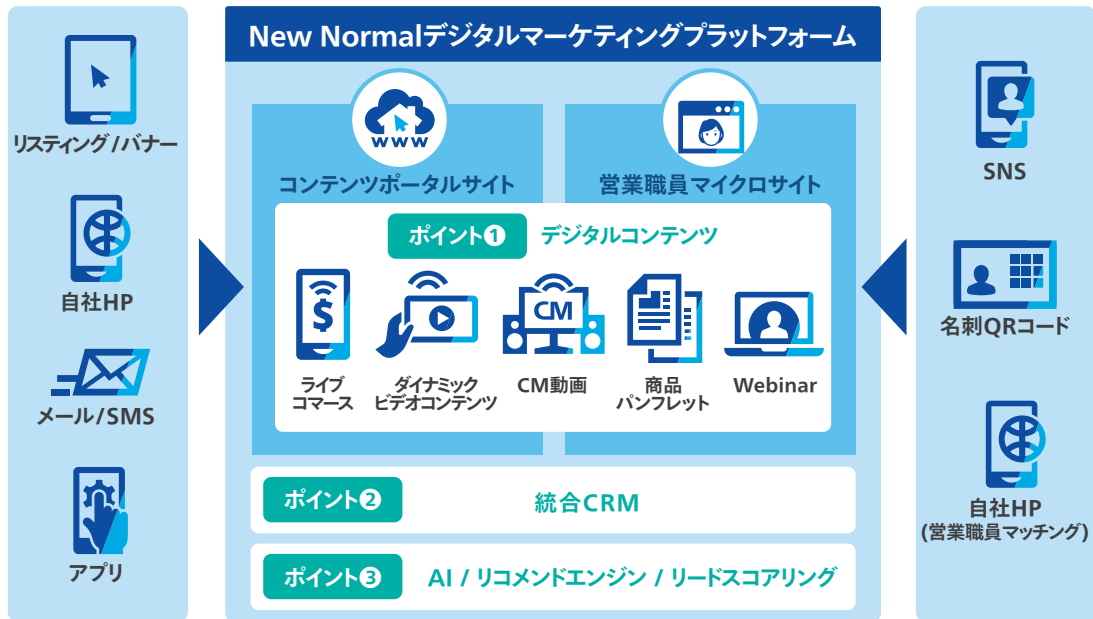 New Normalデジタルマーケティングプラットフォーム
リスティング/バナー
自社HP
メール/SMS
アプリ
WWW
コンテンツポータルサイト
営業職員マイクロサイト
ポイント❶ デジタルコンテンツ
$
CM
ライブ
コマース
ダイナミック
ビデオコンテンツ
CM動画
商品
パンフレット
Webinar
ポイント❷ 統合CRM
ポイント❸ AI / リコメンドエンジン / リードスコアリング
SNS
名刺QRコード
自社HP
(営業職員マッチング)